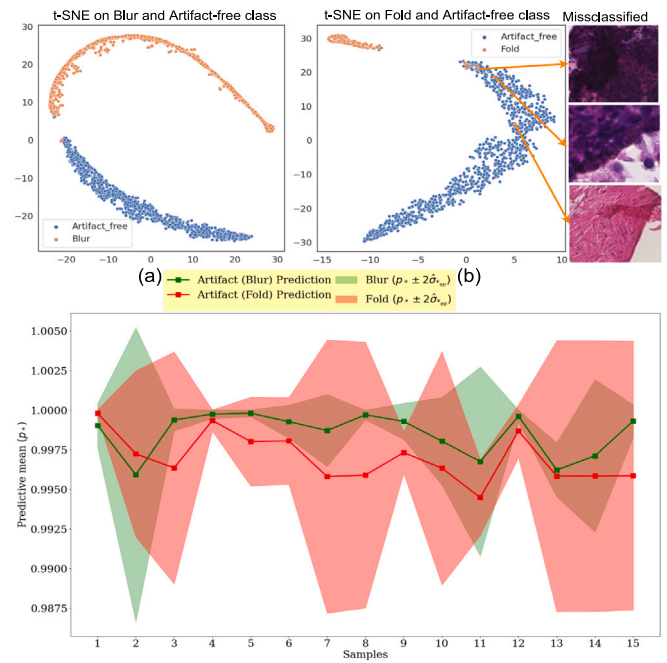 t-SNE on Blur and Artifact-free class
t-SNE on Fold and Artifact-free class
Missclassified
30
20
10
0
−10
−20
Artifact_free
Blur
−20
−10
0
10
20
30
30
20
10
0
−10
−20
−30
Artifact_free
Fold
−15
−10
−5
0
5
10
(a)
(b)
Artifact (Blur) Prediction
Blur (p* ± 2σ̂*ep)
Artifact (Fold) Prediction
Fold (p* ± 2σ̂*ep)
Predictive mean (p*)
1.0050
1.0025
1.0000
0.9975
0.9950
0.9925
0.9900
0.9875
1 2 3 4 5 6 7 8 9 10 11 12 13 14 15
Samples